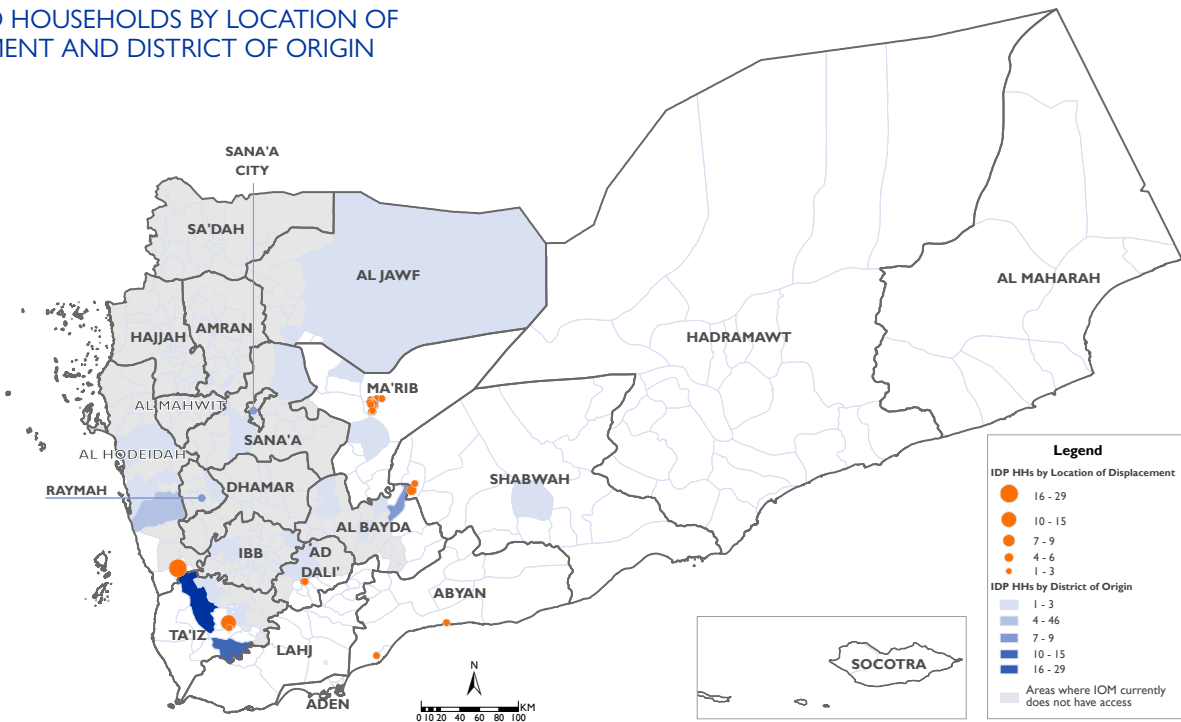 HOUSEHOLDS BY LOCATION OF
MENT AND DISTRICT OF ORIGIN
SANA'A
CITY
SA'DAH
AL JAWF
HAJJAH
AMRAN
AL MAHARAH
HADRAMAWT
MA'RIB
AL MAHWIT
SANA'A
AL HODEIDAH
SHABWAH
DHAMAR
RAYMAH
AL BAYDA
IBB
AD
DALI'
ABYAN
TA'IZ
LAHJ
ADEN
SOCOTRA
N
KM
0 10 20 40 60 80 100
Legend
IDP HHs by Location of Displacement
16 - 29
10 - 15
7 - 9
4 - 6
1 - 3
IDP HHs by District of Origin
1 - 3
4 - 46
7 - 9
10 - 15
16 - 29
Areas where IOM currently
does not have access